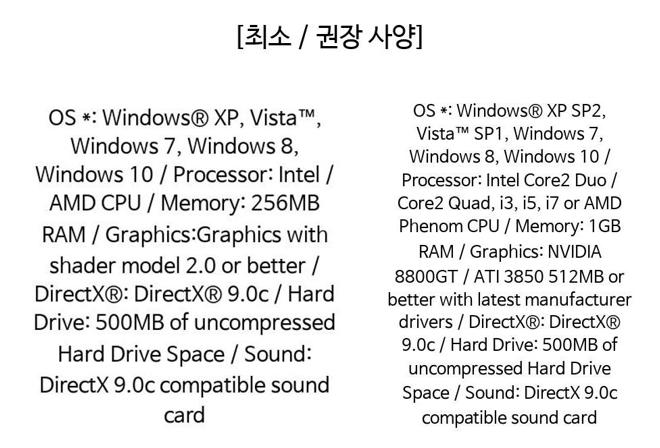 [최소 / 권장 사양]
OS *: Windows® XP, Vista™,
Windows 7, Windows 8,
Windows 10 / Processor: Intel /
AMD CPU / Memory: 256MB
RAM / Graphics:Graphics with
shader model 2.0 or better /
DirectX®: DirectX® 9.0c / Hard
Drive: 500MB of uncompressed
Hard Drive Space / Sound:
DirectX 9.0c compatible sound
card
OS *: Windows® XP SP2,
Vista™ SP1, Windows 7,
Windows 8, Windows 10 /
Processor: Intel Core2 Duo /
Core2 Quad, i3, i5, i7 or AMD
Phenom CPU / Memory: 1GB
RAM / Graphics: NVIDIA
8800GT / ATI 3850 512MB or
better with latest manufacturer
drivers / DirectX®: DirectX®
9.0c / Hard Drive: 500MB of
uncompressed Hard Drive
Space / Sound: DirectX 9.0c
compatible sound card